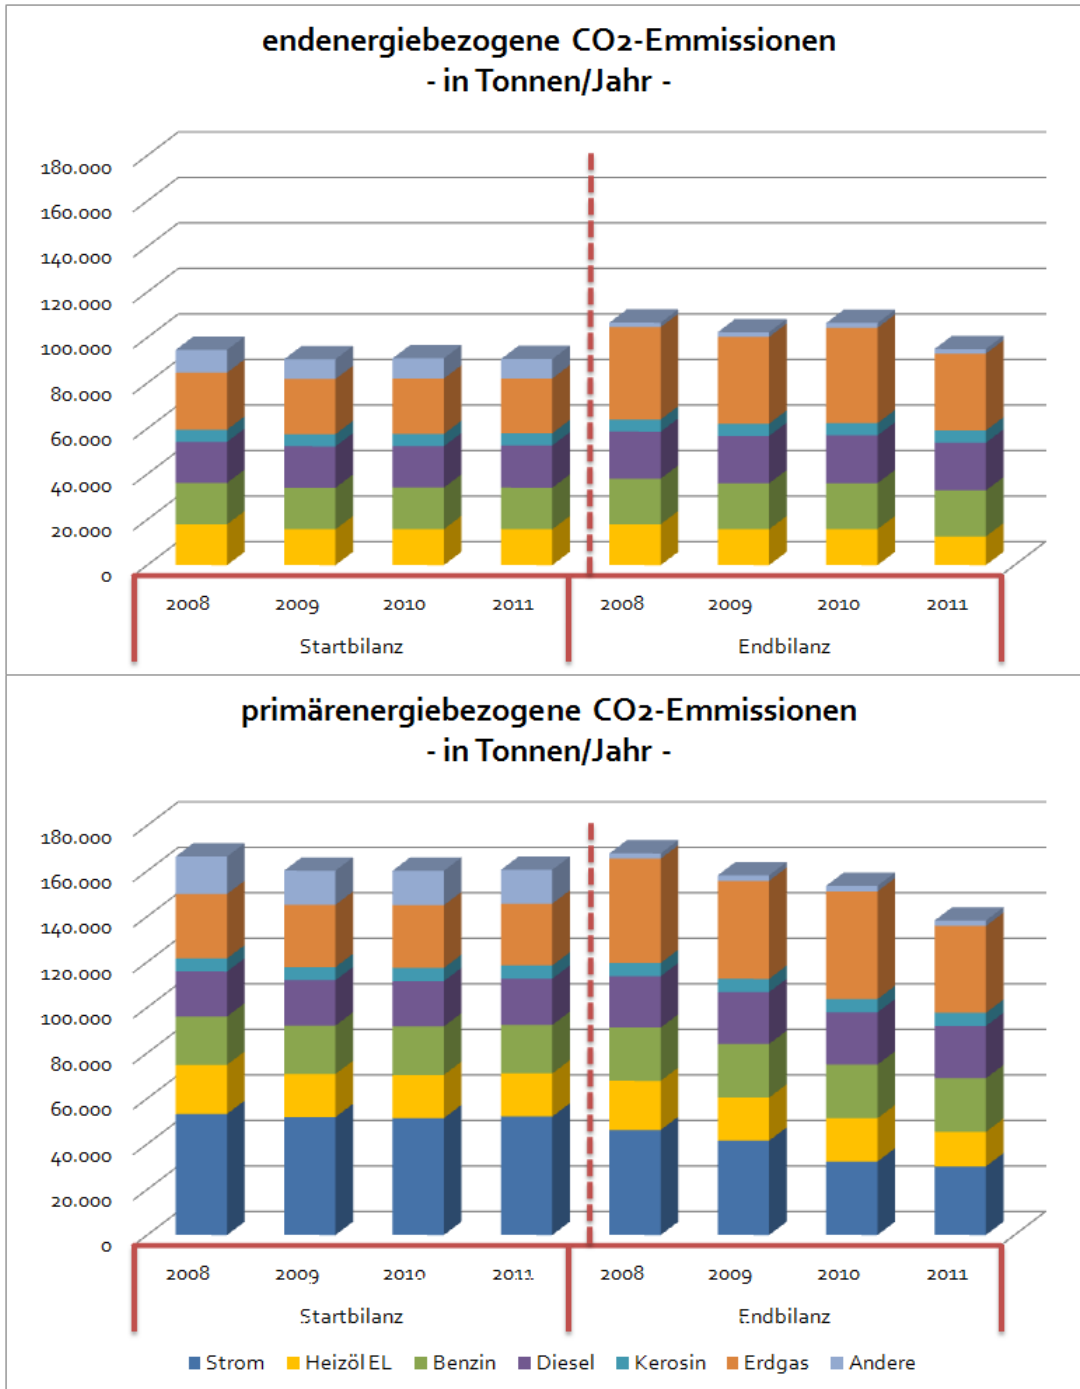 endenergiebezogene CO2-Emmissionen
- in Tonnen/Jahr -
180.000
160.000
140.000
120.000
100.000
80.000
60.000
40.000
20.000
0
2008 2009 2010 2011 2008 2009 2010 2011
Startbilanz Endbilanz
primärenergiebezogene CO2-Emmissionen
- in Tonnen/Jahr -
180.000
160.000
140.000
120.000
100.000
80.000
60.000
40.000
20.000
0
2008 2009 2010 2011 2008 2009 2010 2011
Startbilanz Endbilanz
Strom Heizöl EL Benzin Diesel Kerosin Erdgas Andere